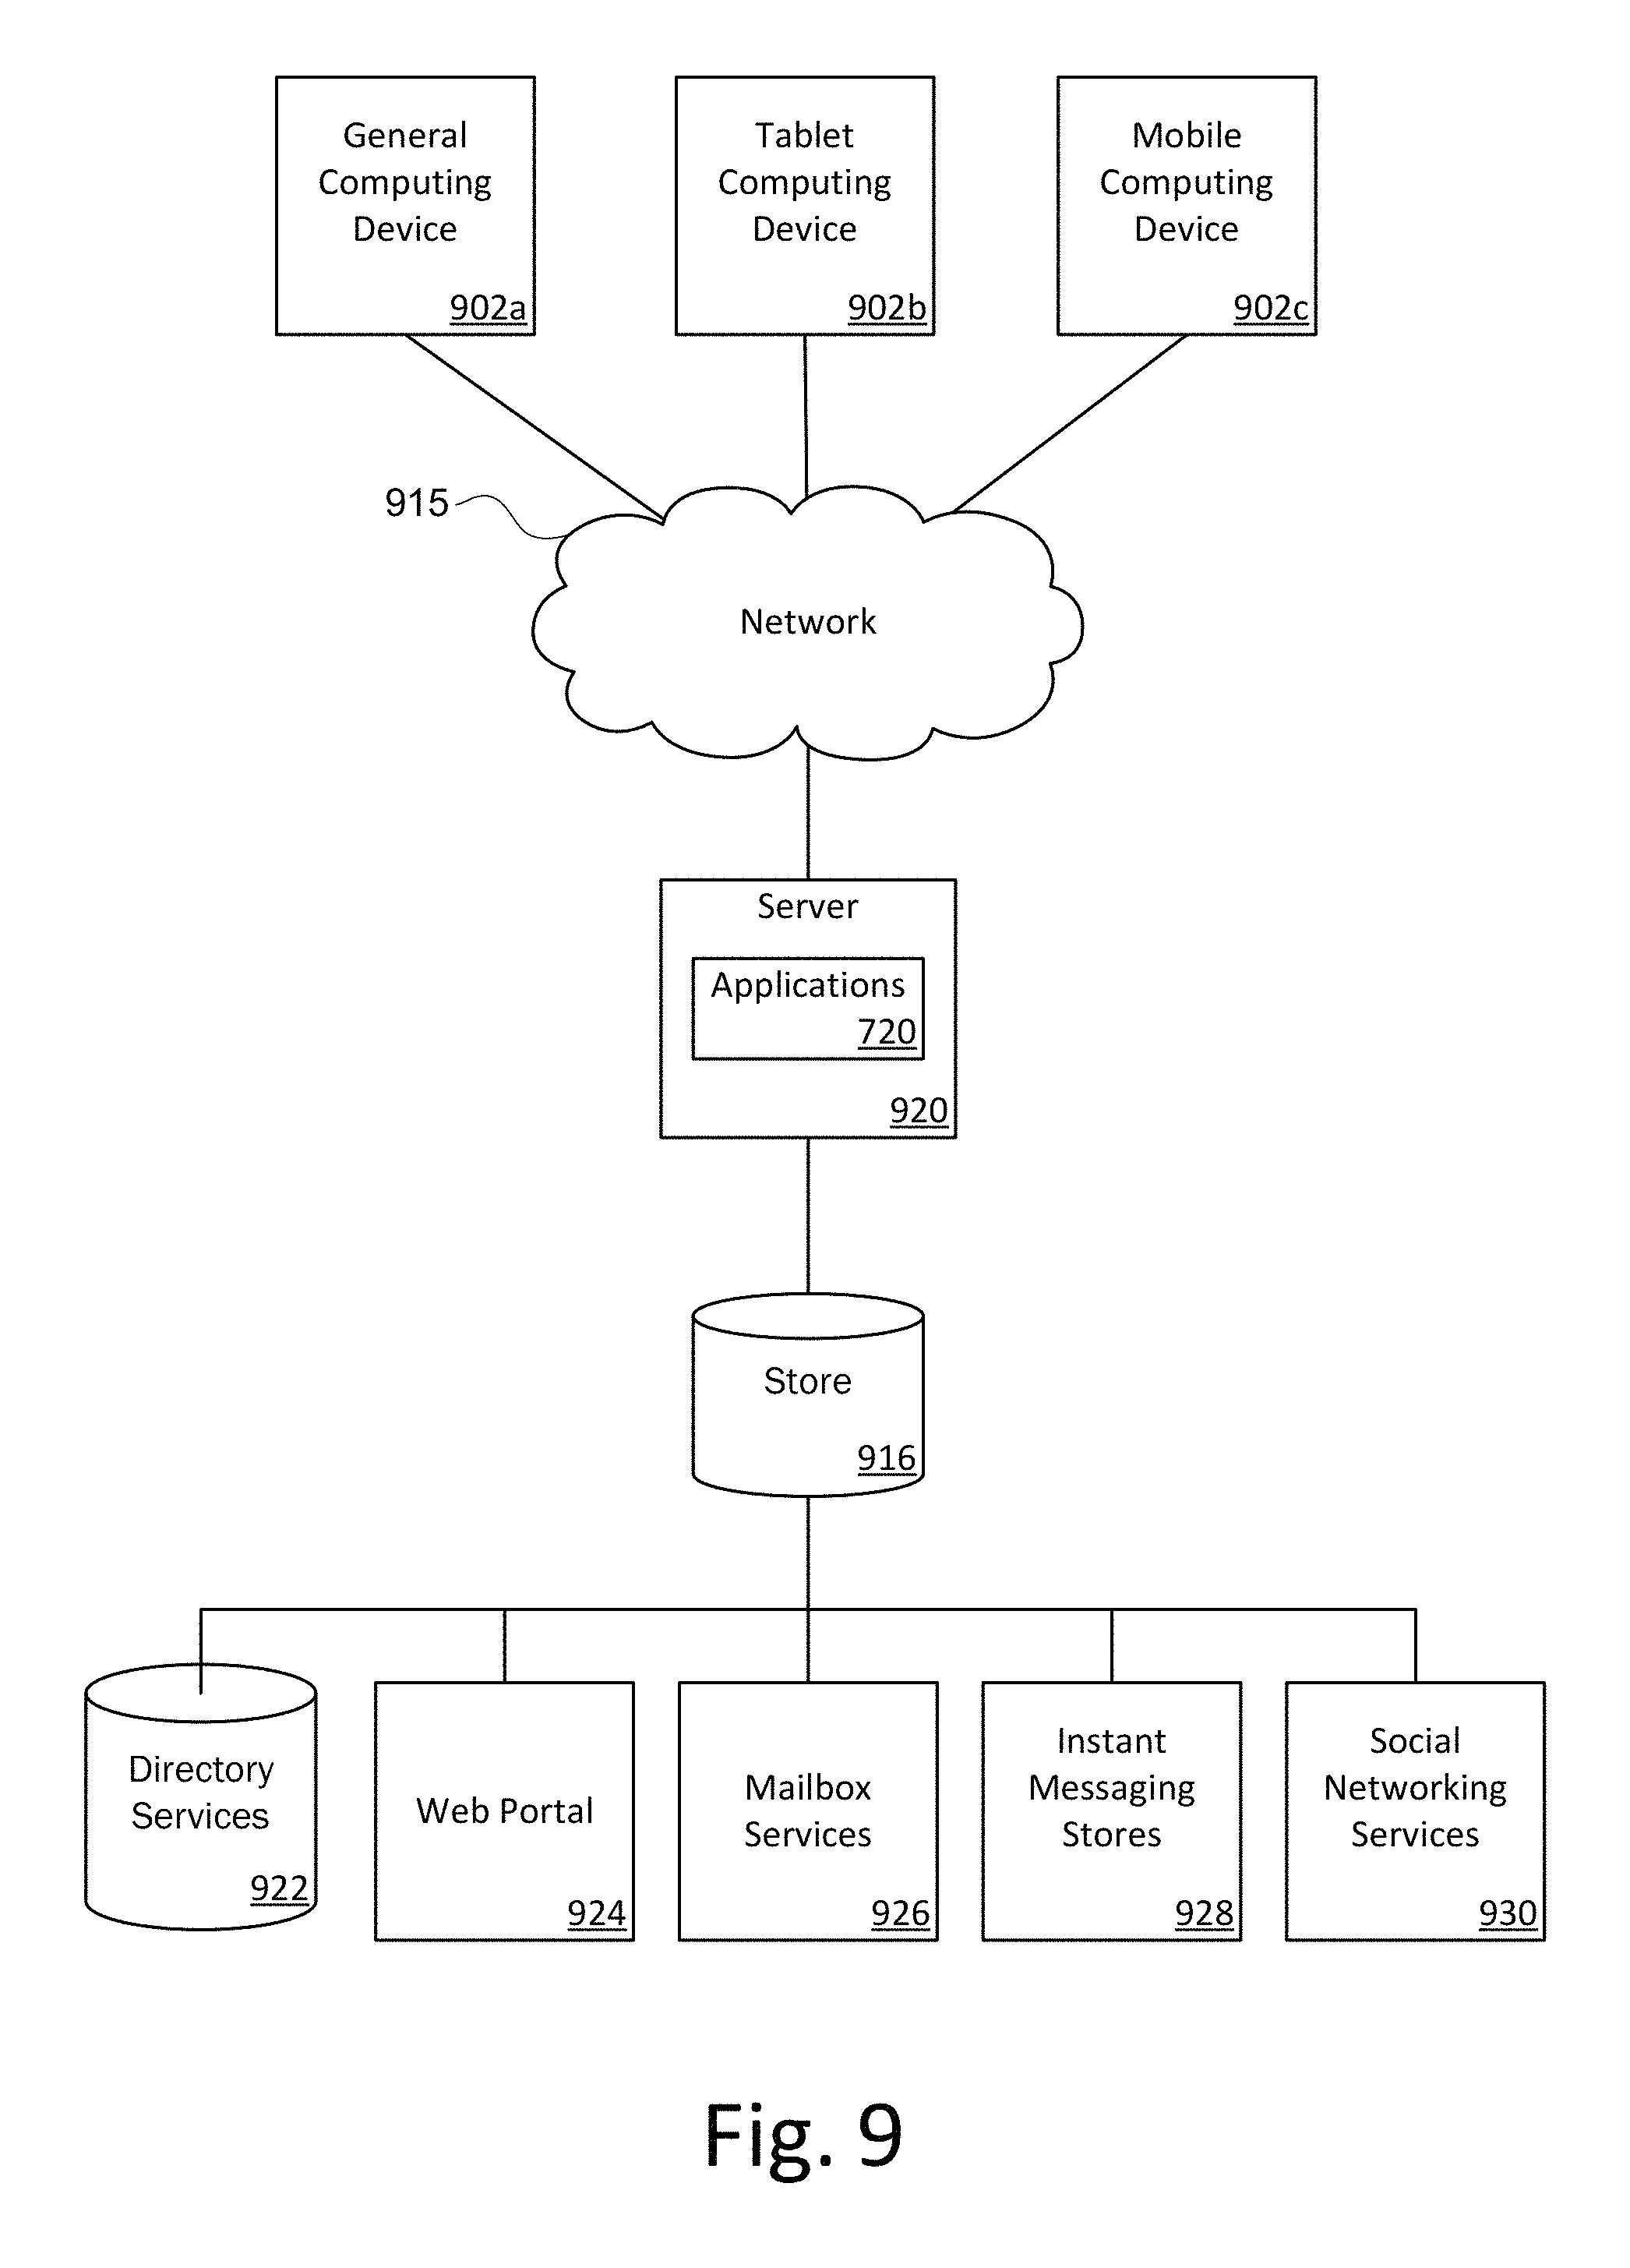 General
Computing
Device
902a
Tablet
Computing
Device
902b
Mobile
Computing
Device
902c
915
Network
Server
Applications
720
920
Store
916
Directory
Services
922
Web Portal
924
Mailbox
Services
926
Instant
Messaging
Stores
928
Social
Networking
Services
930
Fig. 9